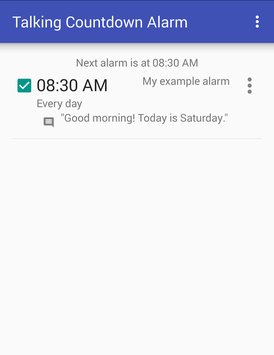 Talking Countdown Alarm
Next alarm is at 08:30 AM
08:30 AM My example alarm
Every day
"Good morning! Today is Saturday."